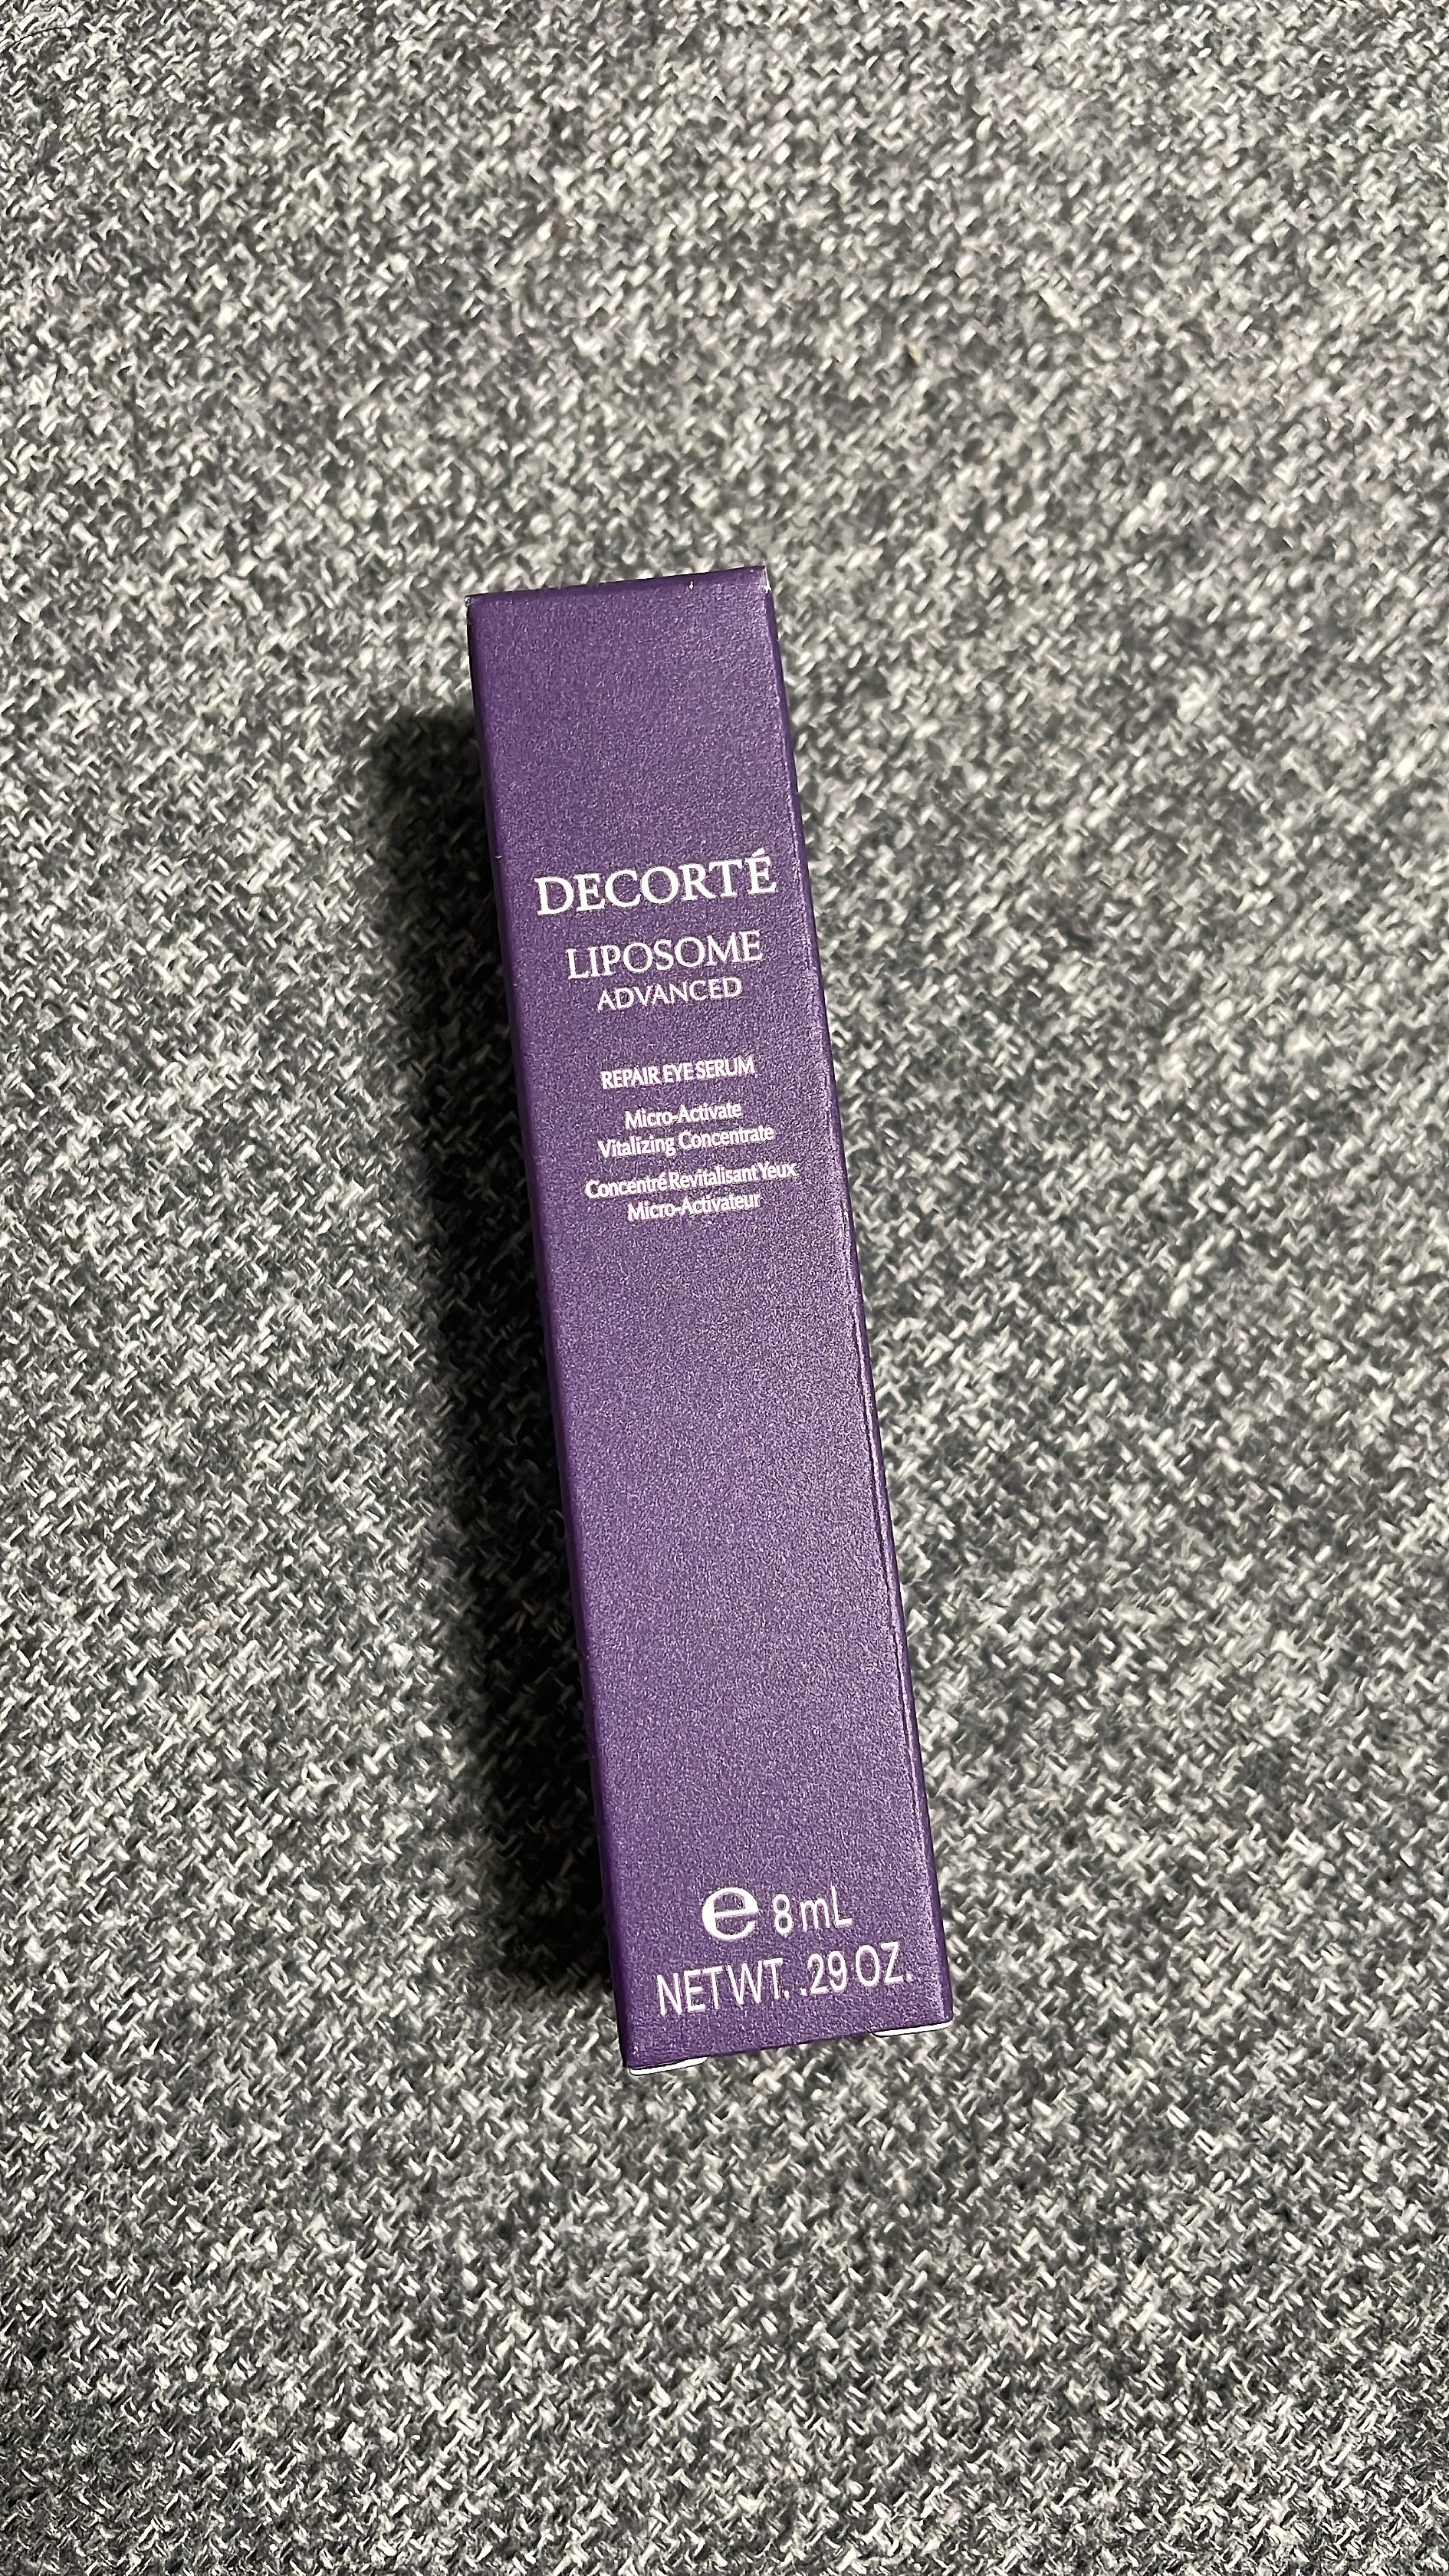 DECORTÉ
LIPOSOME
ADVANCED
REPAIR EYE SERUM
Micro-Activate
Vitalizing Concentrate
Concentré Revitalisant Yeux
Micro-Activateur
e 8 mL
NET WT. .29 OZ.